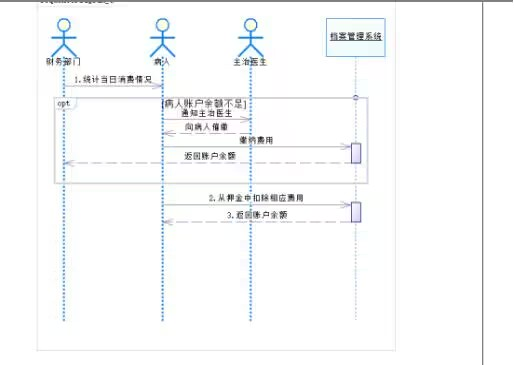 财务部门
病人
主治医生
档案管理系统
1.统计当日消费情况
opt
[病人账户余额不足]
通知主治医生
向病人催缴
缴纳费用
返回账户余额
2.从押金中扣除相应费用
3.返回账户余额